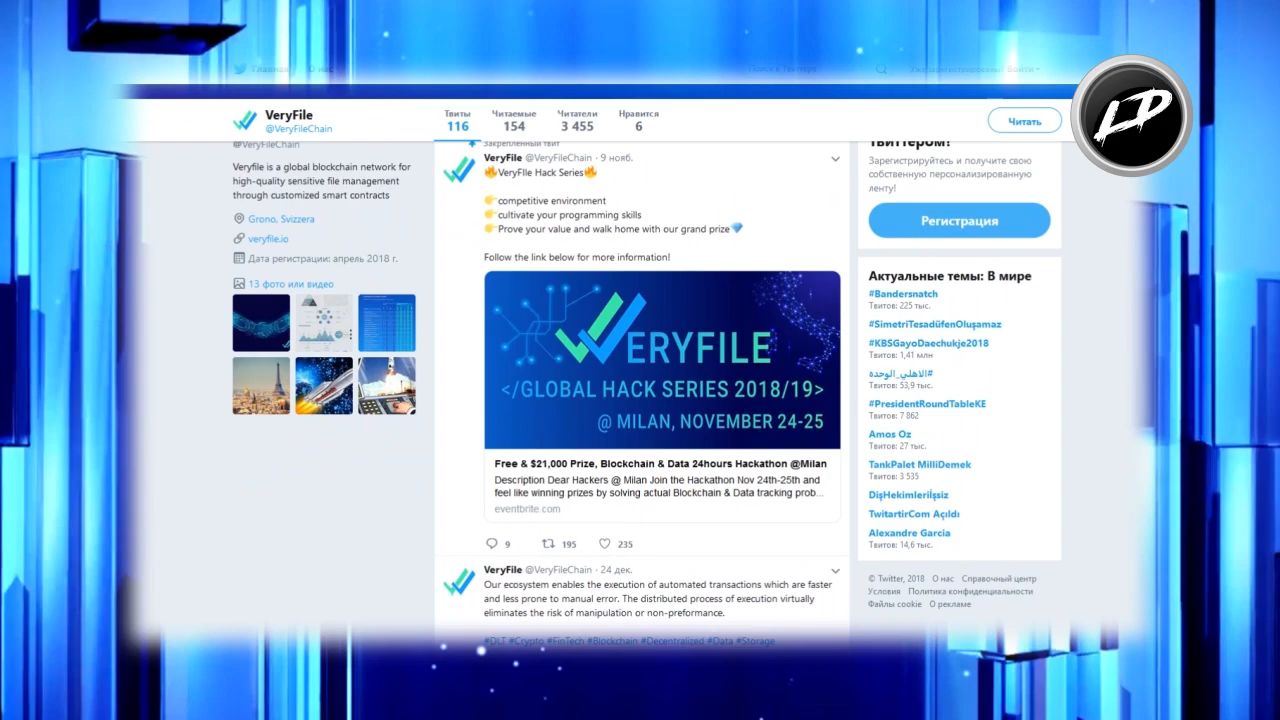 Главная
О нас
Поиск в Твиттере
Уже зарегистрированы? Войти
LP
VeryFile
@VeryFileChain
Твиты
116
Читаемые
154
Читатели
3 455
Нравится
6
Читать
@VeryFileChain
Veryfile is a global blockchain network for
high-quality sensitive file management
through customized smart contracts
Grono, Svizzera
veryfile.io
Дата регистрации: апрель 2018 г.
13 фото или видео
Закрепленный твит
VeryFile @VeryFileChain · 9 нояб.
🔥VeryFIle Hack Series🔥
👉competitive environment
👉cultivate your programming skills
👉Prove your value and walk home with our grand prize💎
Follow the link below for more information!
VERYFILE
</GLOBAL HACK SERIES 2018/19>
@ MILAN, NOVEMBER 24-25
Free & $21,000 Prize, Blockchain & Data 24hours Hackathon @Milan
Description Dear Hackers @ Milan Join the Hackathon Nov 24th-25th and
feel like winning prizes by solving actual Blockchain & Data tracking prob...
eventbrite.com
9
195
235
VeryFile @VeryFileChain · 24 дек.
Our ecosystem enables the execution of automated transactions which are faster
and less prone to manual error. The distributed process of execution virtually
eliminates the risk of manipulation or non-preformance.
#DLT #Crypto #FinTech #Blockchain #Decentralized #Data #Storage
Твиттером!
Зарегистрируйтесь и получите свою
собственную персонализированную
ленту!
Регистрация
Актуальные темы: В мире
#Bandersnatch
Твитов: 225 тыс.
#SimetriTesadüfenOluşamaz
#KBSGayoDaechukje2018
Твитов: 1,41 млн
#الاهلي_الوحدة
Твитов: 53,9 тыс.
#PresidentRoundTableKE
Твитов: 7 862
Amos Oz
Твитов: 27 тыс.
TankPalet MilliDemek
Твитов: 3 535
DişHekimleriİşsiz
TwitartirCom Açıldı
Alexandre Garcia
Твитов: 14,6 тыс.
© Twitter, 2018 О нас Справочный центр
Условия Политика конфиденциальности
Файлы cookie О рекламе